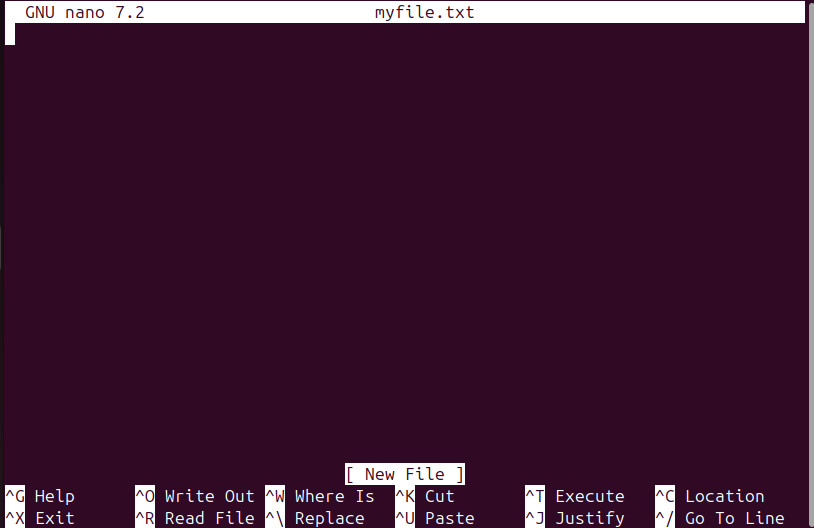 GNU nano 7.2 myfile.txt
[ New File ]
^G Help ^O Write Out ^W Where Is ^K Cut ^T Execute ^C Location
^X Exit ^R Read File ^\ Replace ^U Paste ^J Justify ^/ Go To Line